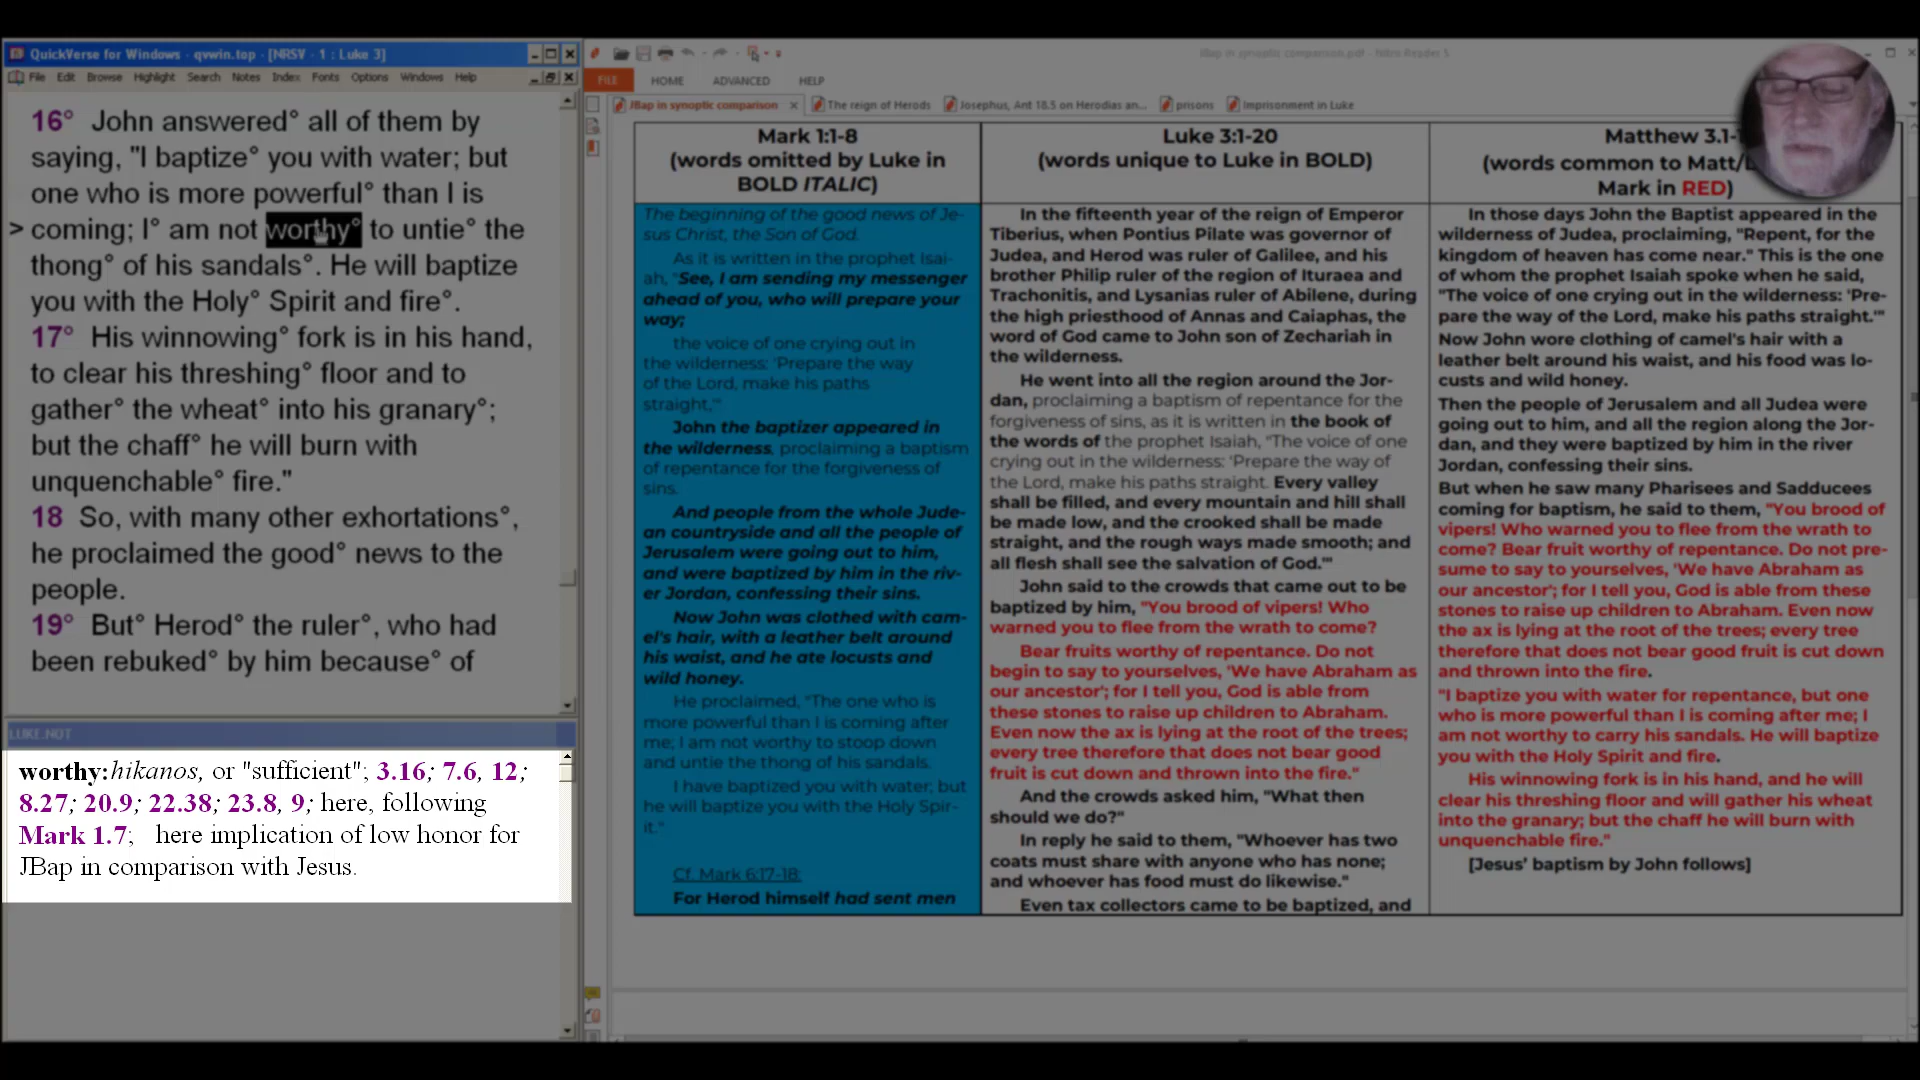 QuickVerse for Windows - qvwin.top - [NRSV - 1 : Luke 3]
File Edit Browse Highlight Search Notes Index Fonts Options Windows Help
16° John answered° all of them by
saying, "I baptize° you with water; but
one who is more powerful° than I is
> coming; I° am not worthy° to untie° the
thong° of his sandals°. He will baptize
you with the Holy° Spirit and fire°.
17° His winnowing° fork is in his hand,
to clear his threshing° floor and to
gather° the wheat° into his granary°;
but the chaff° he will burn with
unquenchable° fire."
18 So, with many other exhortations°,
he proclaimed the good° news to the
people.
19° But° Herod° the ruler°, who had
been rebuked° by him because° of
LUKE.NOT
worthy:hikanos, or "sufficient"; 3.16; 7.6, 12;
8.27; 20.9; 22.38; 23.8, 9; here, following
Mark 1.7; here implication of low honor for
JBap in comparison with Jesus.
JBap in synoptic comparison.pdf - Nitro Reader 5
FILE HOME ADVANCED HELP
JBap in synoptic comparison The reign of Herods Josephus, Ant 18.5 on Herodias an... prisons Imprisonment in Luke
Mark 1:1-8
(words omitted by Luke in
BOLD ITALIC)
The beginning of the good news of Je-
sus Christ, the Son of God.
As it is written in the prophet Isai-
ah, "See, I am sending my messenger
ahead of you, who will prepare your
way;
the voice of one crying out in
the wilderness: 'Prepare the way
of the Lord, make his paths
straight,'"
John the baptizer appeared in
the wilderness, proclaiming a baptism
of repentance for the forgiveness of
sins.
And people from the whole Jude-
an countryside and all the people of
Jerusalem were going out to him,
and were baptized by him in the riv-
er Jordan, confessing their sins.
Now John was clothed with cam-
el's hair, with a leather belt around
his waist, and he ate locusts and
wild honey.
He proclaimed, "The one who is
more powerful than I is coming after
me; I am not worthy to stoop down
and untie the thong of his sandals.
I have baptized you with water; but
he will baptize you with the Holy Spir-
it."
Cf. Mark 6:17-18:
For Herod himself had sent men
Luke 3:1-20
(words unique to Luke in BOLD)
In the fifteenth year of the reign of Emperor
Tiberius, when Pontius Pilate was governor of
Judea, and Herod was ruler of Galilee, and his
brother Philip ruler of the region of Ituraea and
Trachonitis, and Lysanias ruler of Abilene, during
the high priesthood of Annas and Caiaphas, the
word of God came to John son of Zechariah in
the wilderness.
He went into all the region around the Jor-
dan, proclaiming a baptism of repentance for the
forgiveness of sins, as it is written in the book of
the words of the prophet Isaiah, "The voice of one
crying out in the wilderness: 'Prepare the way of
the Lord, make his paths straight. Every valley
shall be filled, and every mountain and hill shall
be made low, and the crooked shall be made
straight, and the rough ways made smooth; and
all flesh shall see the salvation of God.'"
John said to the crowds that came out to be
baptized by him, "You brood of vipers! Who
warned you to flee from the wrath to come?
Bear fruits worthy of repentance. Do not
begin to say to yourselves, 'We have Abraham as
our ancestor'; for I tell you, God is able from
these stones to raise up children to Abraham.
Even now the ax is lying at the root of the trees;
every tree therefore that does not bear good
fruit is cut down and thrown into the fire."
And the crowds asked him, "What then
should we do?"
In reply he said to them, "Whoever has two
coats must share with anyone who has none;
and whoever has food must do likewise."
Even tax collectors came to be baptized, and
Matthew 3.1-
(words common to Matt/
Mark in RED)
In those days John the Baptist appeared in the
wilderness of Judea, proclaiming, "Repent, for the
kingdom of heaven has come near." This is the one
of whom the prophet Isaiah spoke when he said,
"The voice of one crying out in the wilderness: 'Pre-
pare the way of the Lord, make his paths straight.'"
Now John wore clothing of camel's hair with a
leather belt around his waist, and his food was lo-
custs and wild honey.
Then the people of Jerusalem and all Judea were
going out to him, and all the region along the Jor-
dan, and they were baptized by him in the river
Jordan, confessing their sins.
But when he saw many Pharisees and Sadducees
coming for baptism, he said to them, "You brood of
vipers! Who warned you to flee from the wrath to
come? Bear fruit worthy of repentance. Do not pre-
sume to say to yourselves, 'We have Abraham as
our ancestor'; for I tell you, God is able from these
stones to raise up children to Abraham. Even now
the ax is lying at the root of the trees; every tree
therefore that does not bear good fruit is cut down
and thrown into the fire.
"I baptize you with water for repentance, but one
who is more powerful than I is coming after me; I
am not worthy to carry his sandals. He will baptize
you with the Holy Spirit and fire.
His winnowing fork is in his hand, and he will
clear his threshing floor and will gather his wheat
into the granary; but the chaff he will burn with
unquenchable fire."
[Jesus' baptism by John follows]